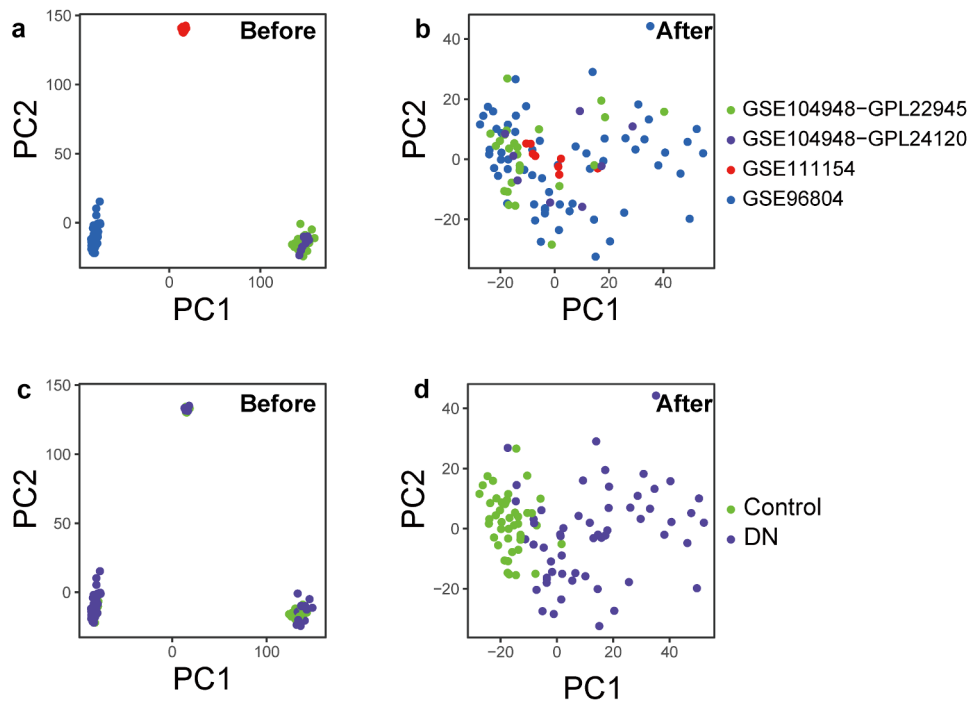 a
Before
150
100
50
0
PC2
0
100
PC1
b
After
40
20
0
−20
−20
0
20
40
PC1
GSE104948−GPL22945
GSE104948−GPL24120
GSE111154
GSE96804
c
Before
150
100
50
0
PC2
0
100
PC1
d
After
40
20
0
−20
PC2
−20
0
20
40
PC1
Control
DN